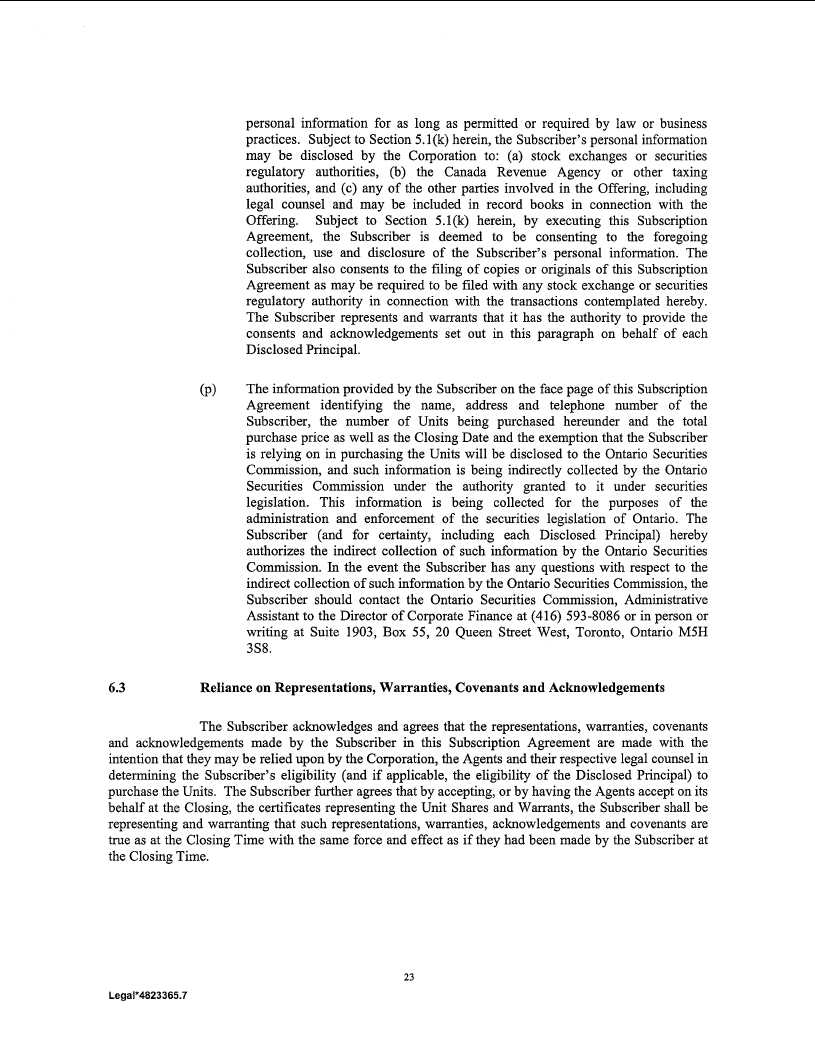 personal information for as long as permitted or required by law or business
practices. Subject to Section 5.1(k) herein, the Subscriber's personal information
may be disclosed by the Corporation to: (a) stock exchanges or securities
regulatory authorities, (b) the Canada Revenue Agency or other taxing
authorities, and (c) any of the other parties involved in the Offering, including
legal counsel and may be included in record books in connection with the
Offering. Subject to Section 5.1(k) herein, by executing this Subscription
Agreement, the Subscriber is deemed to be consenting to the foregoing
collection, use and disclosure of the Subscriber's personal information. The
Subscriber also consents to the filing of copies or originals of this Subscription
Agreement as may be required to be filed with any stock exchange or securities
regulatory authority in connection with the transactions contemplated hereby.
The Subscriber represents and warrants that it has the authority to provide the
consents and acknowledgements set out in this paragraph on behalf of each
Disclosed Principal.
(p) The information provided by the Subscriber on the face page of this Subscription
Agreement identifying the name, address and telephone number of the
Subscriber, the number of Units being purchased hereunder and the total
purchase price as well as the Closing Date and the exemption that the Subscriber
is relying on in purchasing the Units will be disclosed to the Ontario Securities
Commission, and such information is being indirectly collected by the Ontario
Securities Commission under the authority granted to it under securities
legislation. This information is being collected for the purposes of the
administration and enforcement of the securities legislation of Ontario. The
Subscriber (and for certainty, including each Disclosed Principal) hereby
authorizes the indirect collection of such information by the Ontario Securities
Commission. In the event the Subscriber has any questions with respect to the
indirect collection of such information by the Ontario Securities Commission, the
Subscriber should contact the Ontario Securities Commission, Administrative
Assistant to the Director of Corporate Finance at (416) 593-8086 or in person or
writing at Suite 1903, Box 55, 20 Queen Street West, Toronto, Ontario M5H
3S8.
6.3 Reliance on Representations, Warranties, Covenants and Acknowledgements
The Subscriber acknowledges and agrees that the representations, warranties, covenants
and acknowledgements made by the Subscriber in this Subscription Agreement are made with the
intention that they may be relied upon by the Corporation, the Agents and their respective legal counsel in
determining the Subscriber's eligibility (and if applicable, the eligibility of the Disclosed Principal) to
purchase the Units. The Subscriber further agrees that by accepting, or by having the Agents accept on its
behalf at the Closing, the certificates representing the Unit Shares and Warrants, the Subscriber shall be
representing and warranting that such representations, warranties, acknowledgements and covenants are
true as at the Closing Time with the same force and effect as if they had been made by the Subscriber at
the Closing Time.
23
Legal*4823365.7